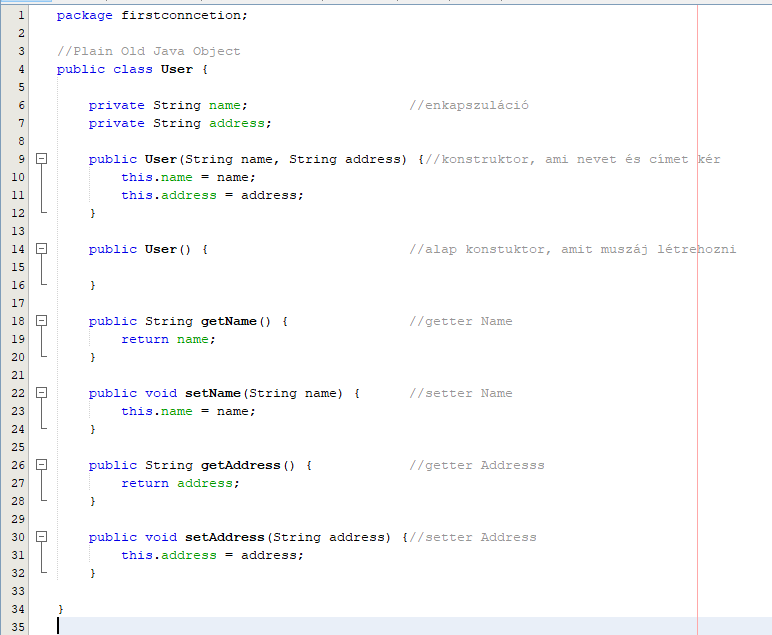 1 package firstconncetion;
2
3 //Plain Old Java Object
4 public class User {
5
6 private String name; //enkapszuláció
7 private String address;
8
9 public User(String name, String address) {//konstruktor, ami nevet és címet kér
10 this.name = name;
11 this.address = address;
12 }
13
14 public User() { //alap konstuktor, amit muszáj létrehozni
15
16 }
17
18 public String getName() { //getter Name
19 return name;
20 }
21
22 public void setName(String name) { //setter Name
23 this.name = name;
24 }
25
26 public String getAddress() { //getter Addresss
27 return address;
28 }
29
30 public void setAddress(String address) {//setter Address
31 this.address = address;
32 }
33
34 }
35